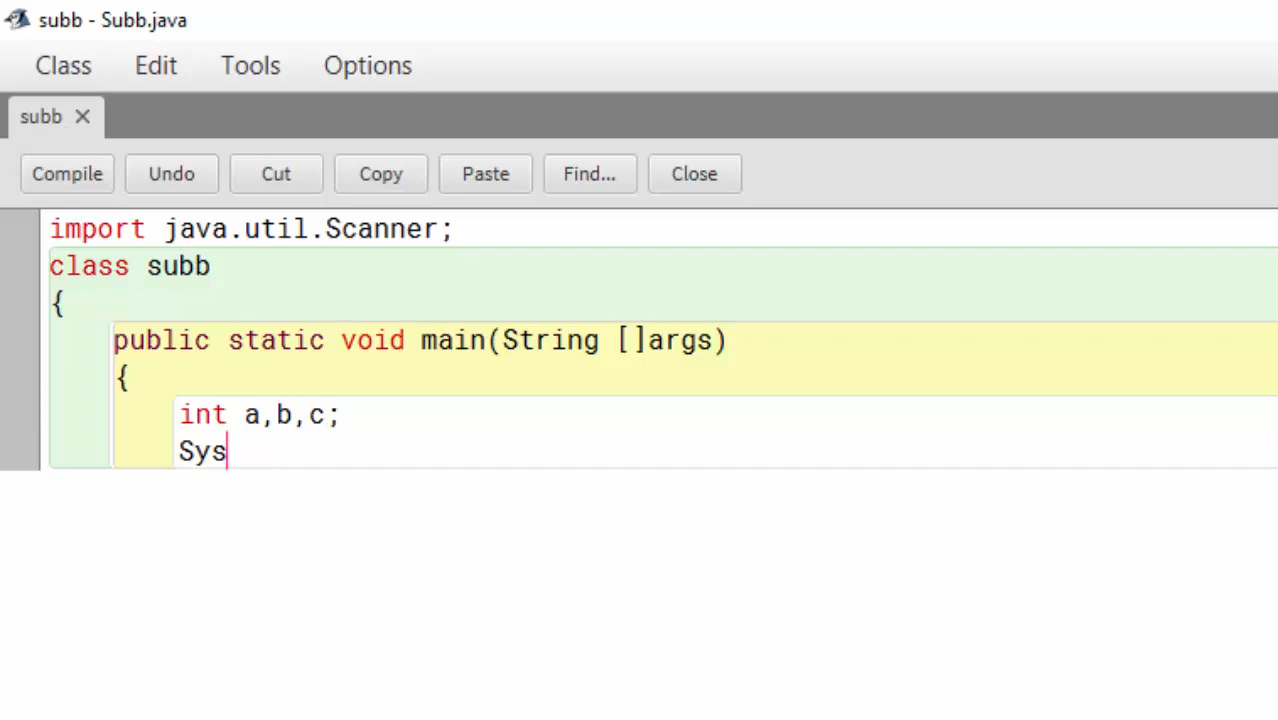 subb - Subb.java
Class Edit Tools Options
subb ✕
Compile Undo Cut Copy Paste Find... Close
import java.util.Scanner;
class subb
{
public static void main(String []args)
{
int a,b,c;
Sys